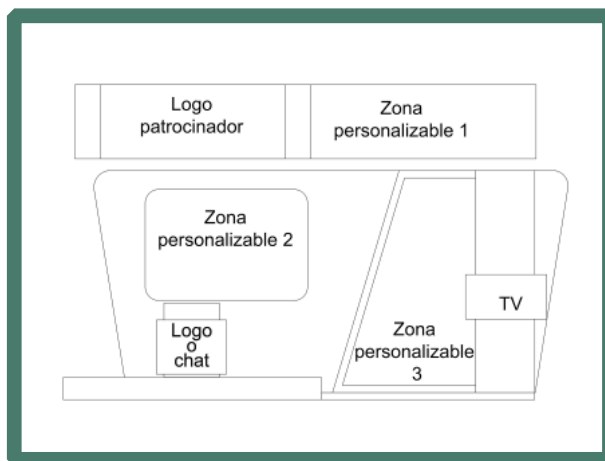 Logo
patrocinador
Zona
personalizable 1
Zona
personalizable 2
Logo
o
chat
TV
Zona
personalizable
3